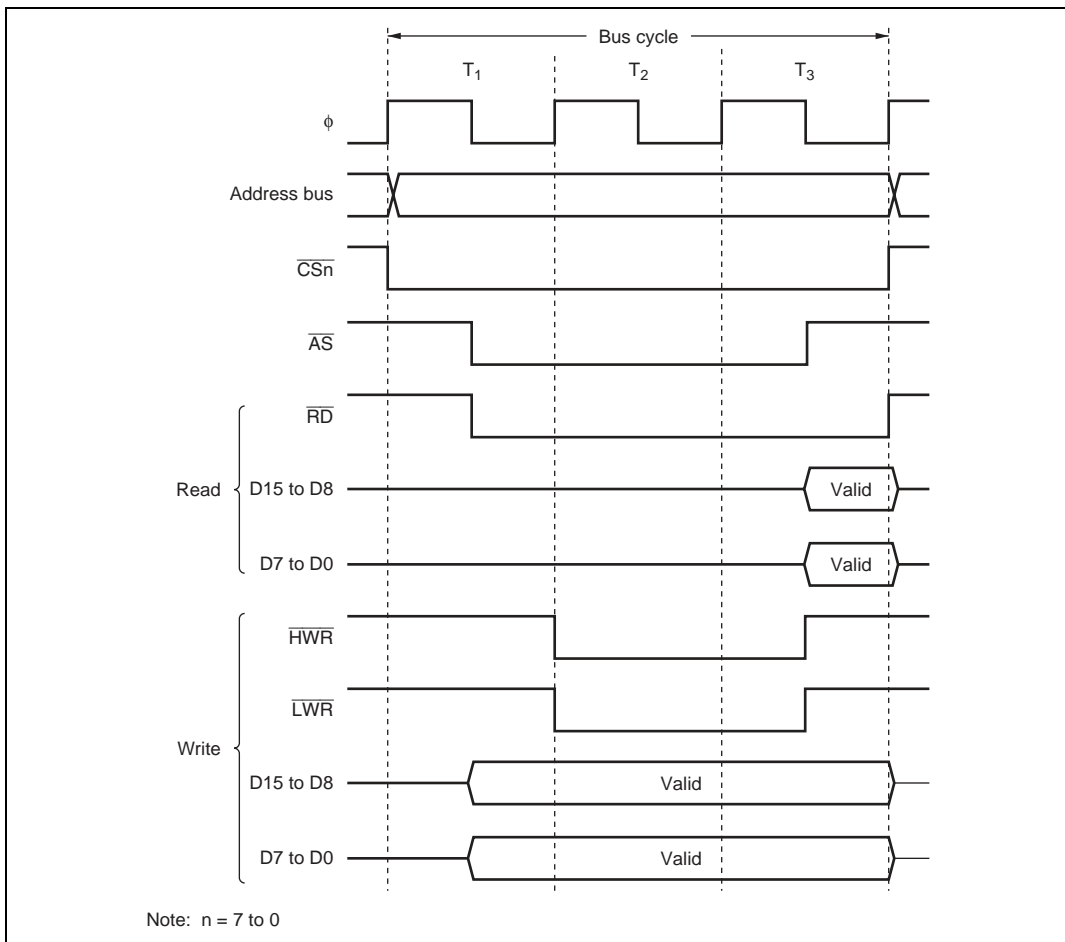 Bus cycle
T1 T2 T3
φ
Address bus
CSn
AS
RD
Read
D15 to D8 Valid
D7 to D0 Valid
HWR
LWR
Write
D15 to D8 Valid
D7 to D0 Valid
Note: n = 7 to 0